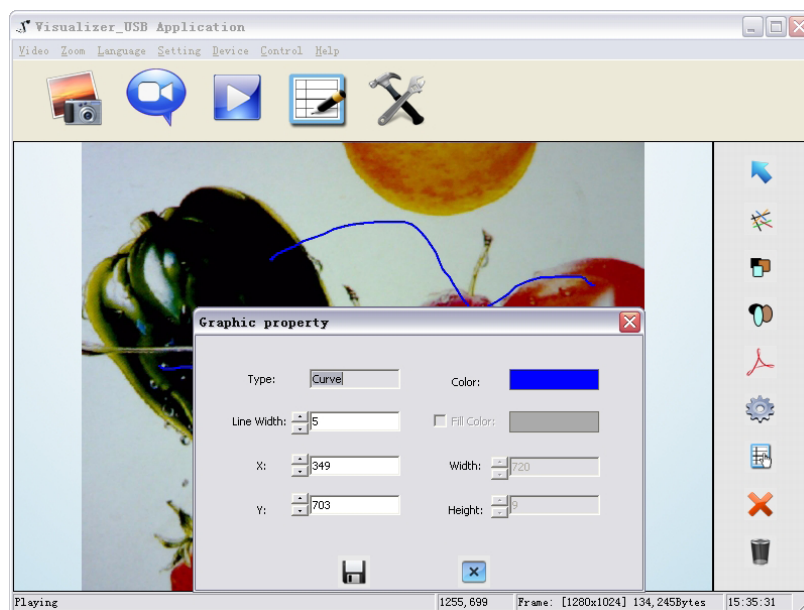 Visualizer_USB Application
Video Zoom Language Setting Device Control Help
Graphic property
Type: Curve Color:
Line Width: 5 Fill Color:
X: 349 Width: 720
Y: 703 Height: 9
Playing 1255,699 Frame: [1280x1024] 134,245Bytes 15:35:31